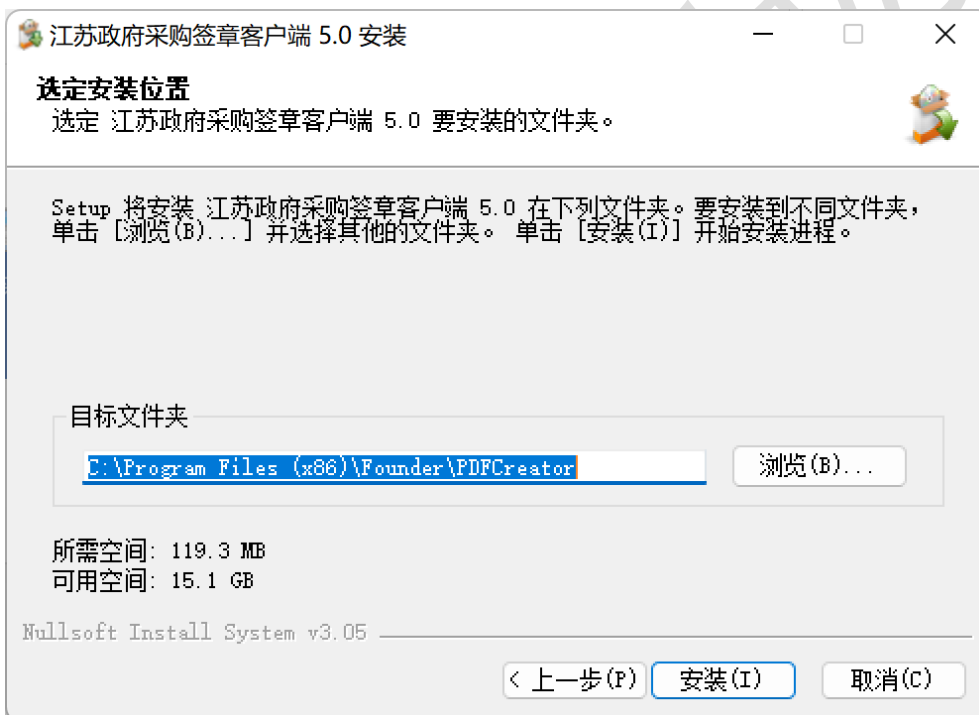 江苏政府采购签章客户端 5.0 安装
选定安装位置
选定 江苏政府采购签章客户端 5.0 要安装的文件夹。
Setup 将安装 江苏政府采购签章客户端 5.0 在下列文件夹。要安装到不同文件夹，
单击 [浏览(B)...] 并选择其他的文件夹。 单击 [安装(I)] 开始安装进程。
目标文件夹
C:\Program Files (x86)\Founder\PDFCreator
浏览(B)...
所需空间: 119.3 MB
可用空间: 15.1 GB
Nullsoft Install System v3.05
< 上一步(P) 安装(I) 取消(C)